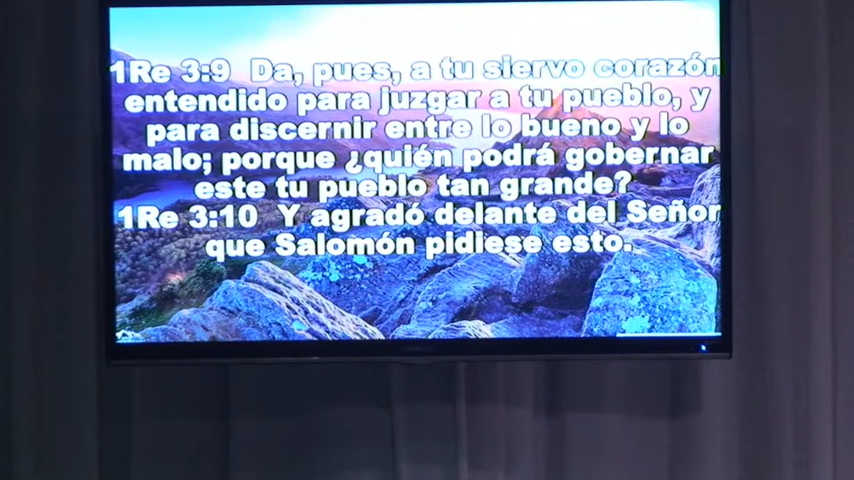 1Re 3:9 Da, pues, a tu siervo corazón
entendido para juzgar a tu pueblo, y
para discernir entre lo bueno y lo
malo; porque ¿quién podrá gobernar
este tu pueblo tan grande?
1Re 3:10 Y agradó delante del Señor
que Salomón pidiese esto.